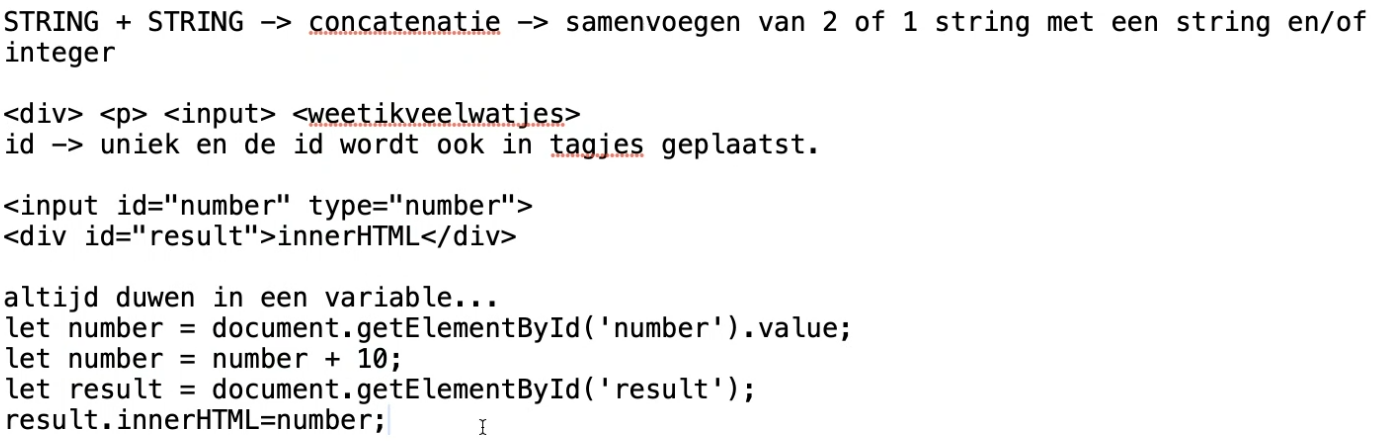 STRING + STRING -> concatenatie -> samenvoegen van 2 of 1 string met een string en/of
integer
<div> <p> <input> <weetikveelwatjes>
id -> uniek en de id wordt ook in tagjes geplaatst.
<input id="number" type="number">
<div id="result">innerHTML</div>
altijd duwen in een variable...
let number = document.getElementById('number').value;
let number = number + 10;
let result = document.getElementById('result');
result.innerHTML=number;